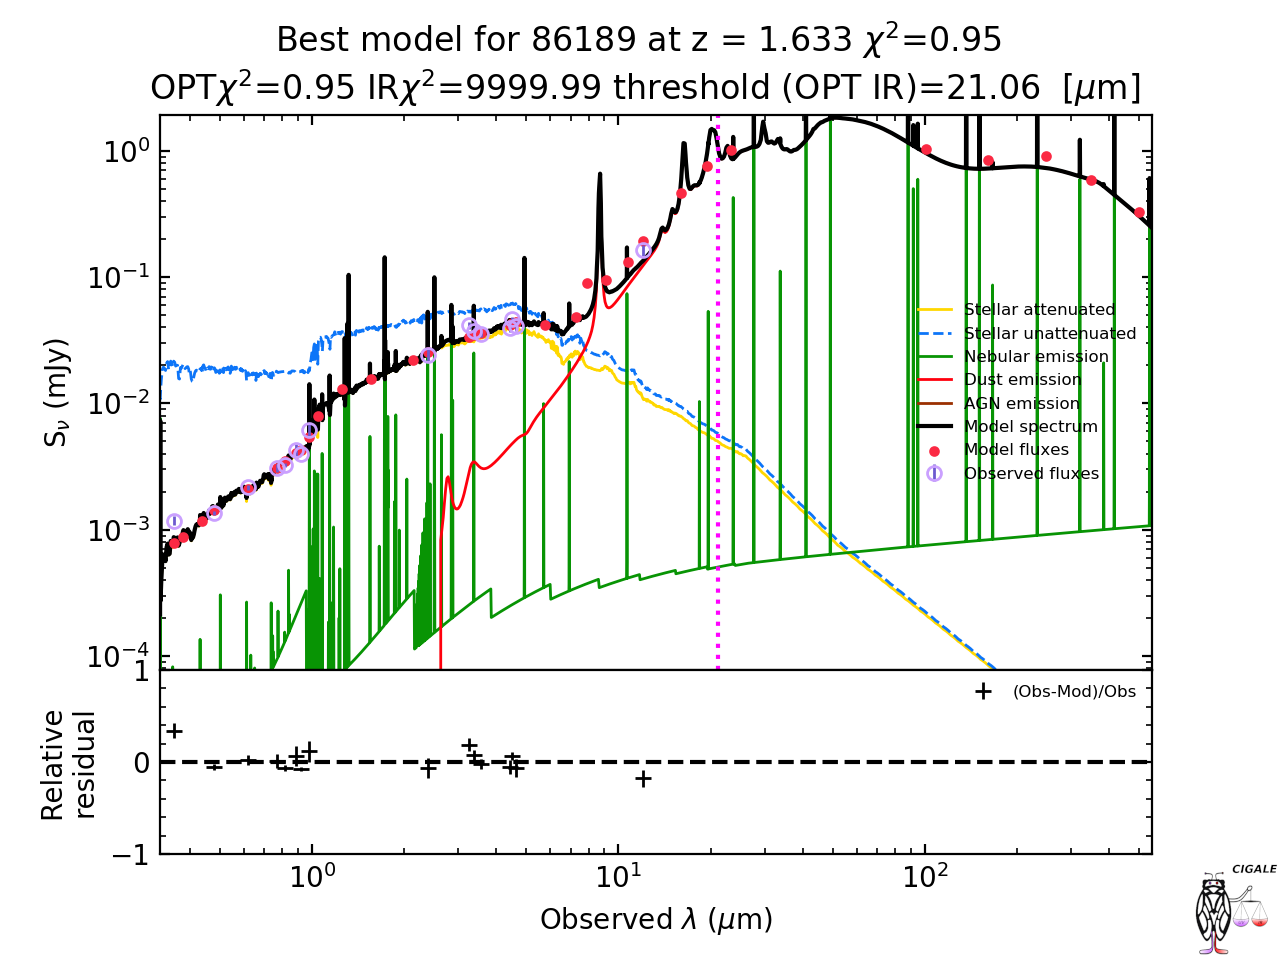 Best model for 86189 at z = 1.633 χ²=0.95
OPTχ²=0.95 IRχ²=9999.99 threshold (OPT IR)=21.06 [μm]
10⁰
10⁻¹
10⁻²
10⁻³
10⁻⁴
S_ν (mJy)
Stellar attenuated
Stellar unattenuated
Nebular emission
Dust emission
AGN emission
Model spectrum
Model fluxes
Observed fluxes
1
0
−1
Relative
residual
(Obs-Mod)/Obs
10⁰
10¹
10²
Observed λ (μm)
CIGALE